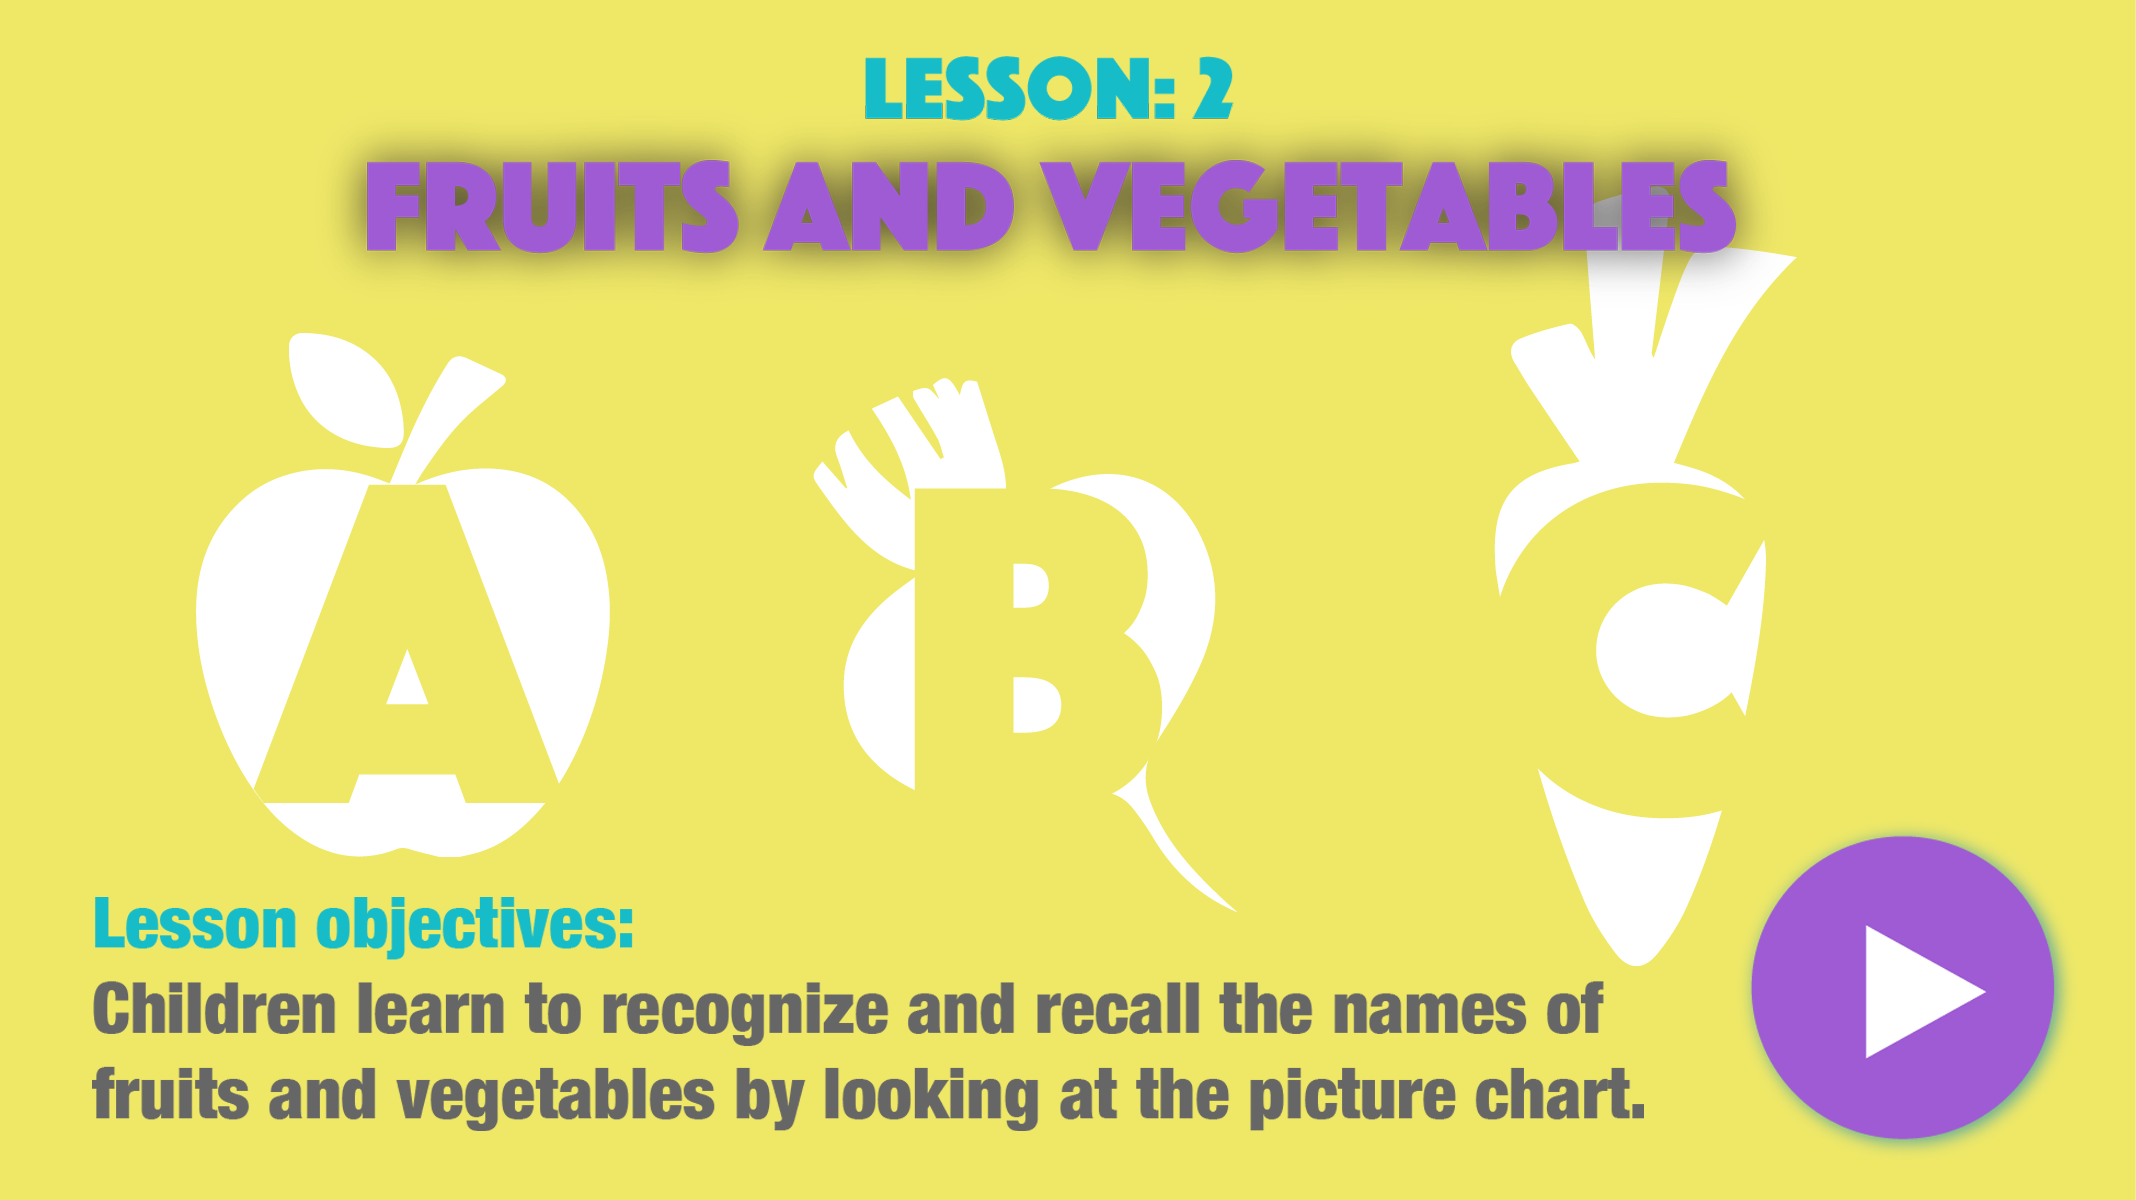 LESSON: 2
FRUITS AND VEGETABLES
A B C
Lesson objectives:
Children learn to recognize and recall the names of
fruits and vegetables by looking at the picture chart.